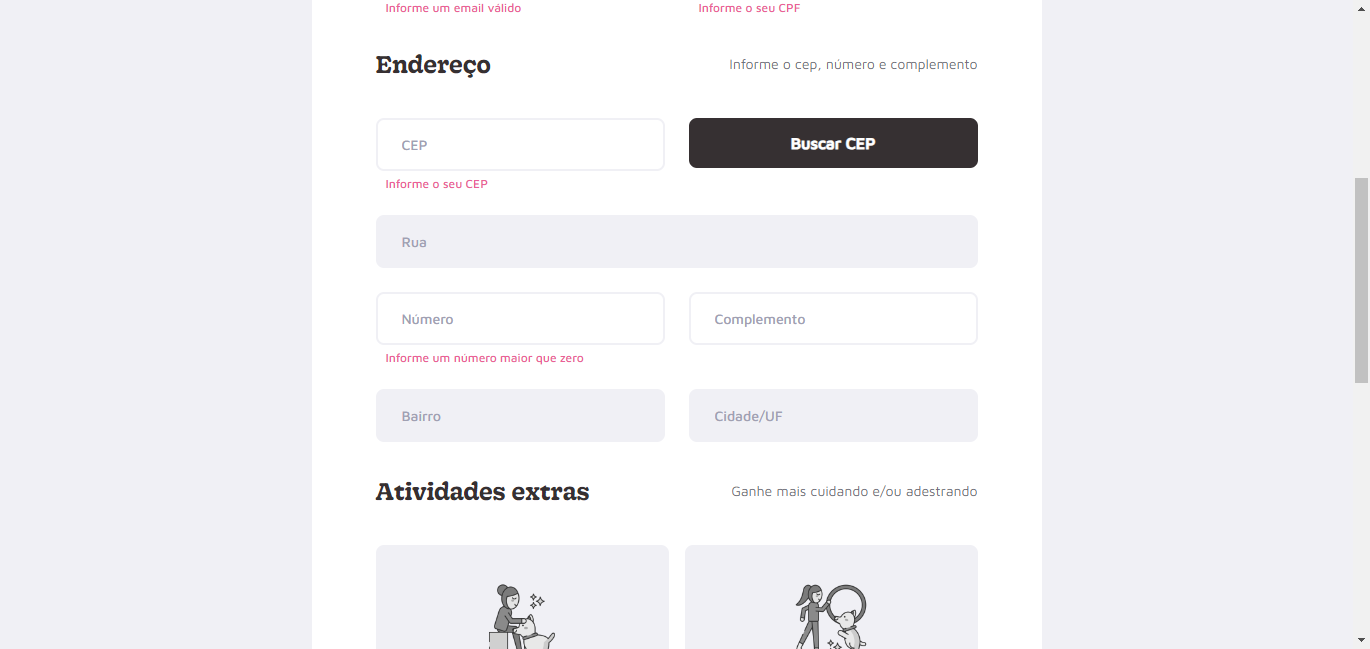 Informe um email válido
Informe o seu CPF
Endereço
Informe o cep, número e complemento
CEP
Buscar CEP
Informe o seu CEP
Rua
Número
Complemento
Informe um número maior que zero
Bairro
Cidade/UF
Atividades extras
Ganhe mais cuidando e/ou adestrando